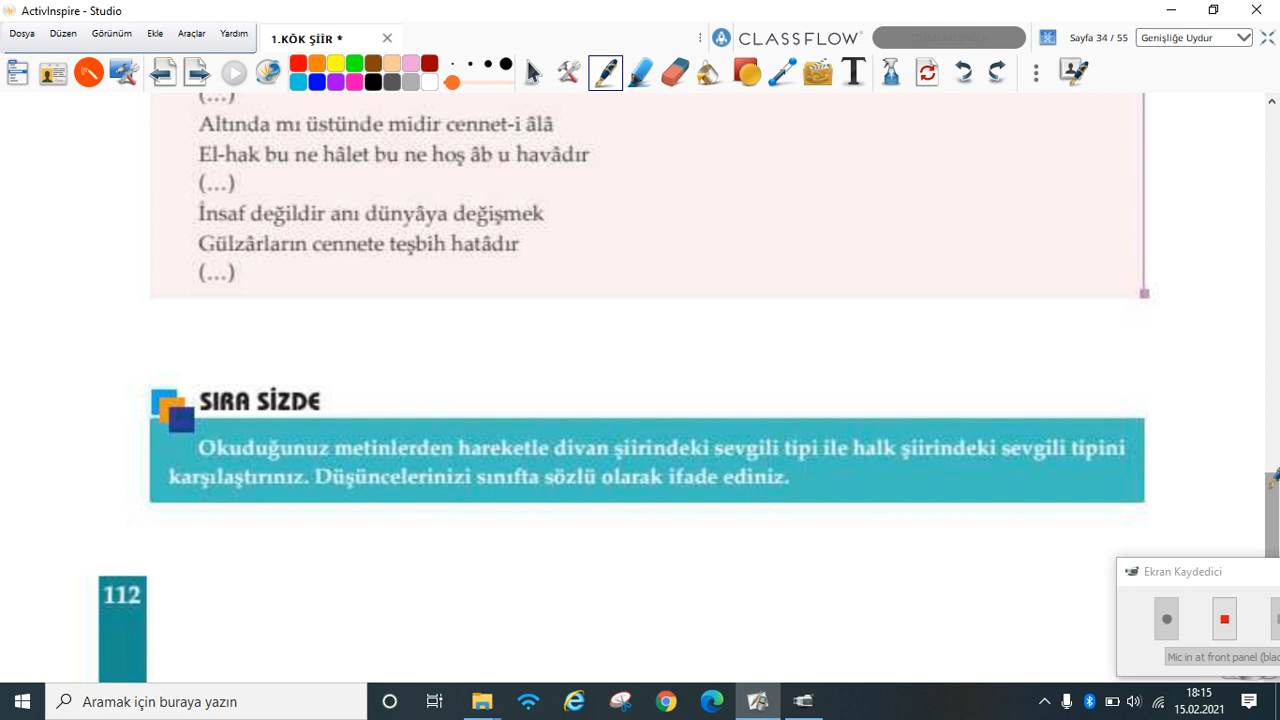 ActivInspire - Studio
Dosya Düzen Görünüm Ekle Araçlar Yardım
1.KÖK ŞİİR *
CLASSFLOW
Sayfa 34 / 55
Genişliğe Uydur
(...)
Altında mı üstünde midir cennet-i âlâ
El-hak bu ne hâlet bu ne hoş âb u havâdır
(...)
İnsaf değildir anı dünyâya değişmek
Gülzârların cennete teşbih hatâdır
(...)
SIRA SİZDE
Okuduğunuz metinlerden hareketle divan şiirindeki sevgili tipi ile halk şiirindeki sevgili tipini
karşılaştırınız. Düşüncelerinizi sınıfta sözlü olarak ifade ediniz.
112
Ekran Kaydedici
Mic in at front panel (blac
Aramak için buraya yazın
18:15
15.02.2021